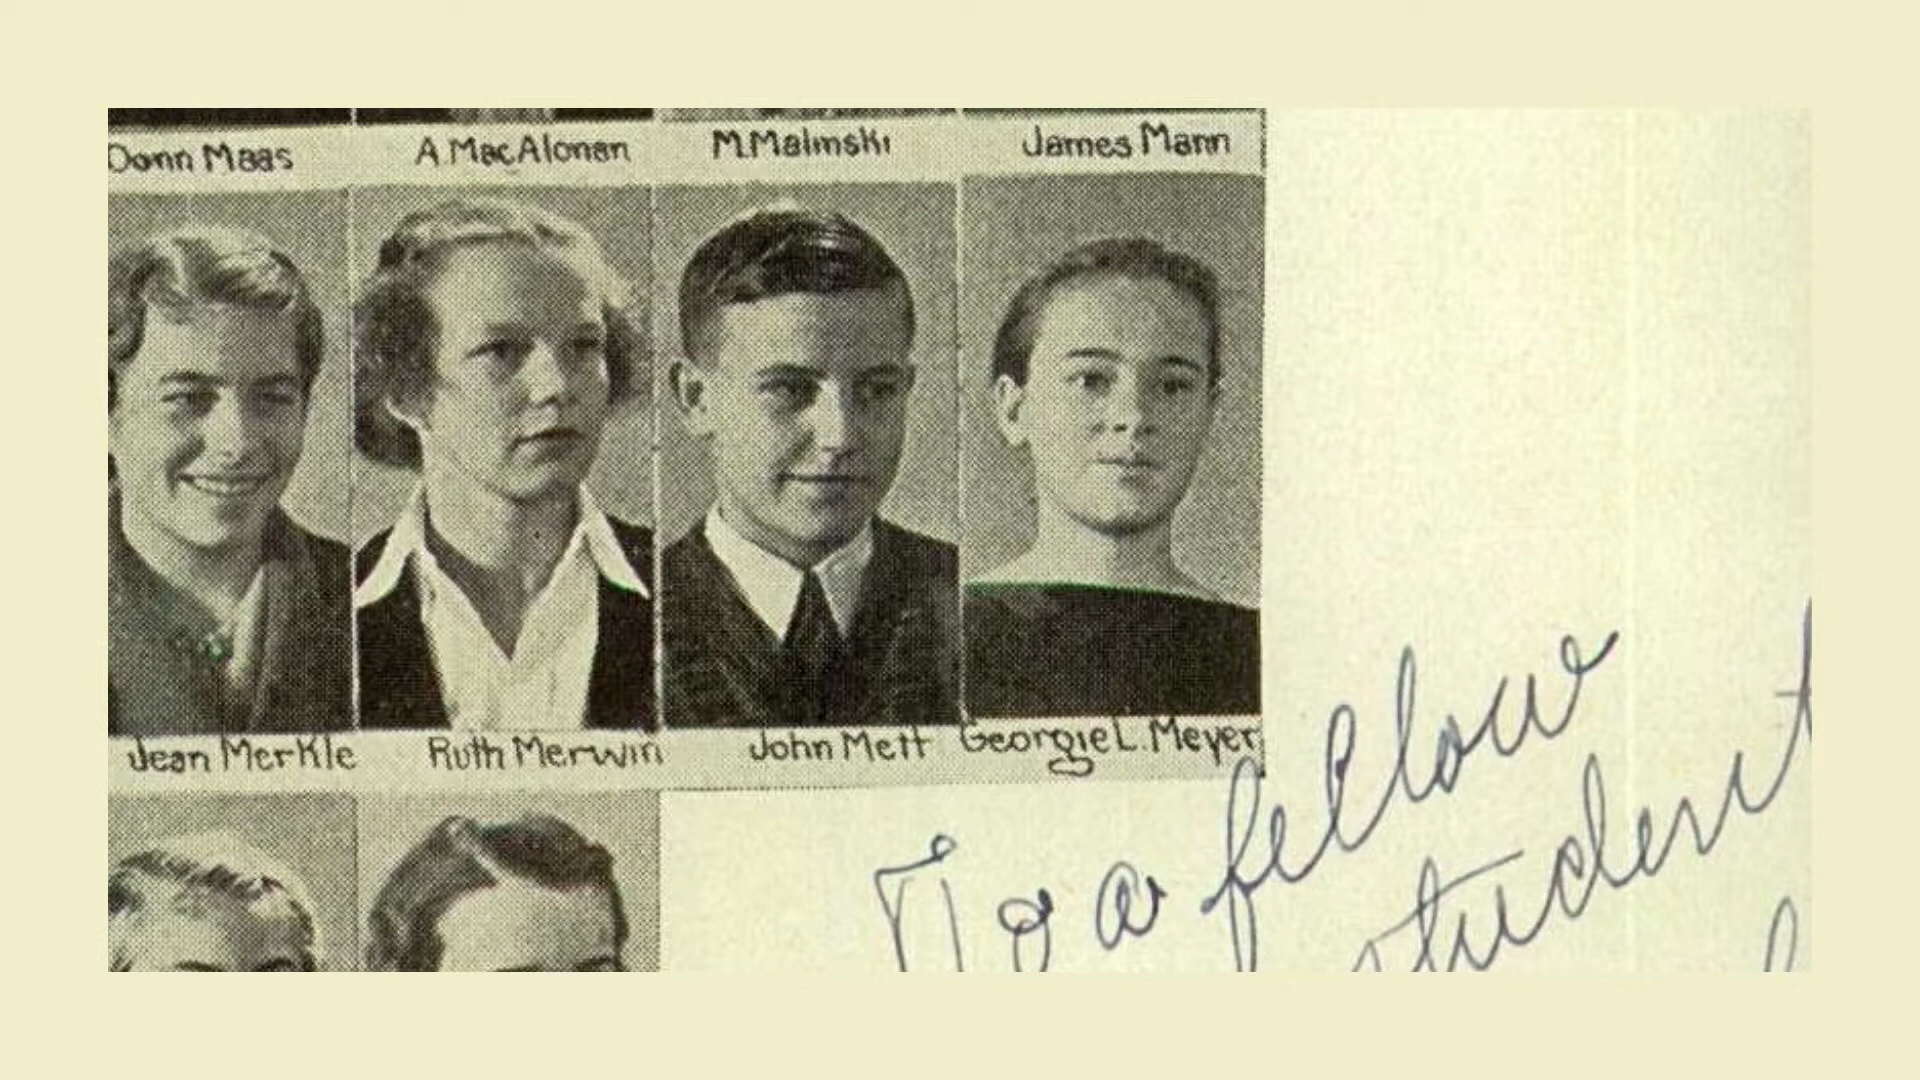 Donn Maas A. MacAlonan M. Malinski James Mann
Jean Merkle Ruth Merwin John Mett Georgie L. Meyer
To a fellow
student